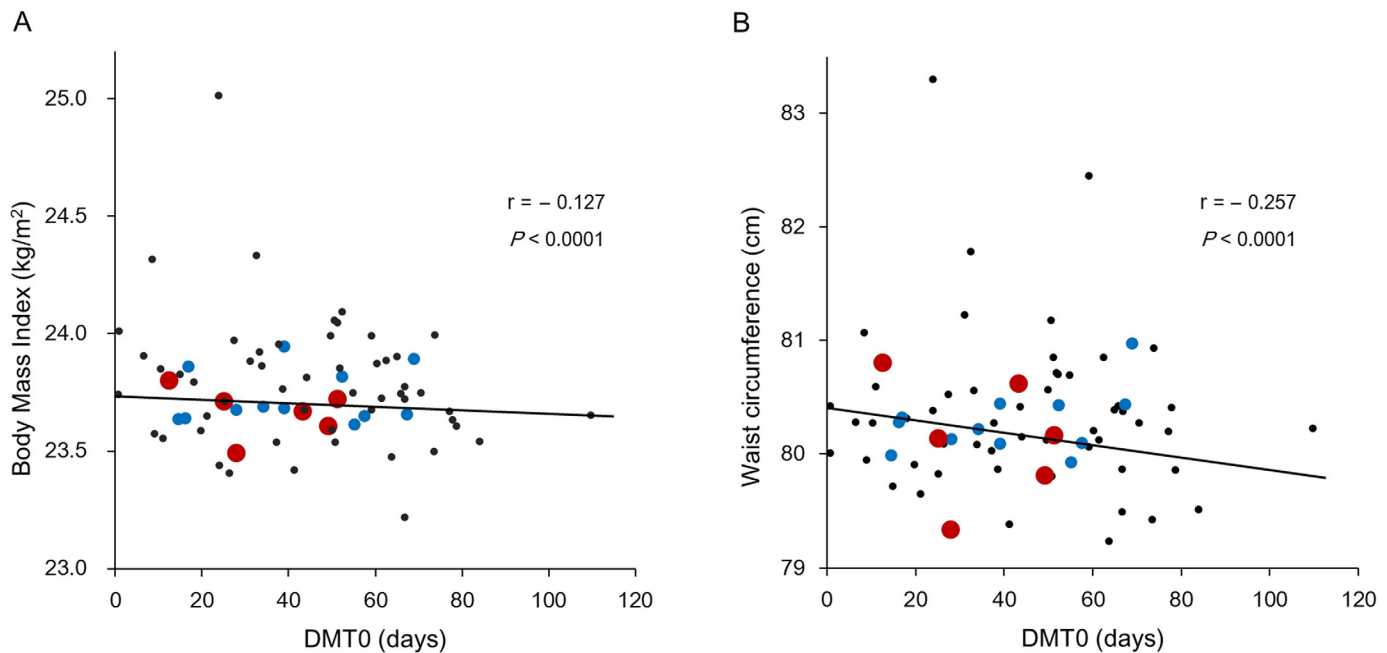 A
Body Mass Index (kg/m²)
25.0
24.5
24.0
23.5
23.0
r = − 0.127
P < 0.0001
0 20 40 60 80 100 120
DMT0 (days)
B
Waist circumference (cm)
83
82
81
80
79
r = − 0.257
P < 0.0001
0 20 40 60 80 100 120
DMT0 (days)